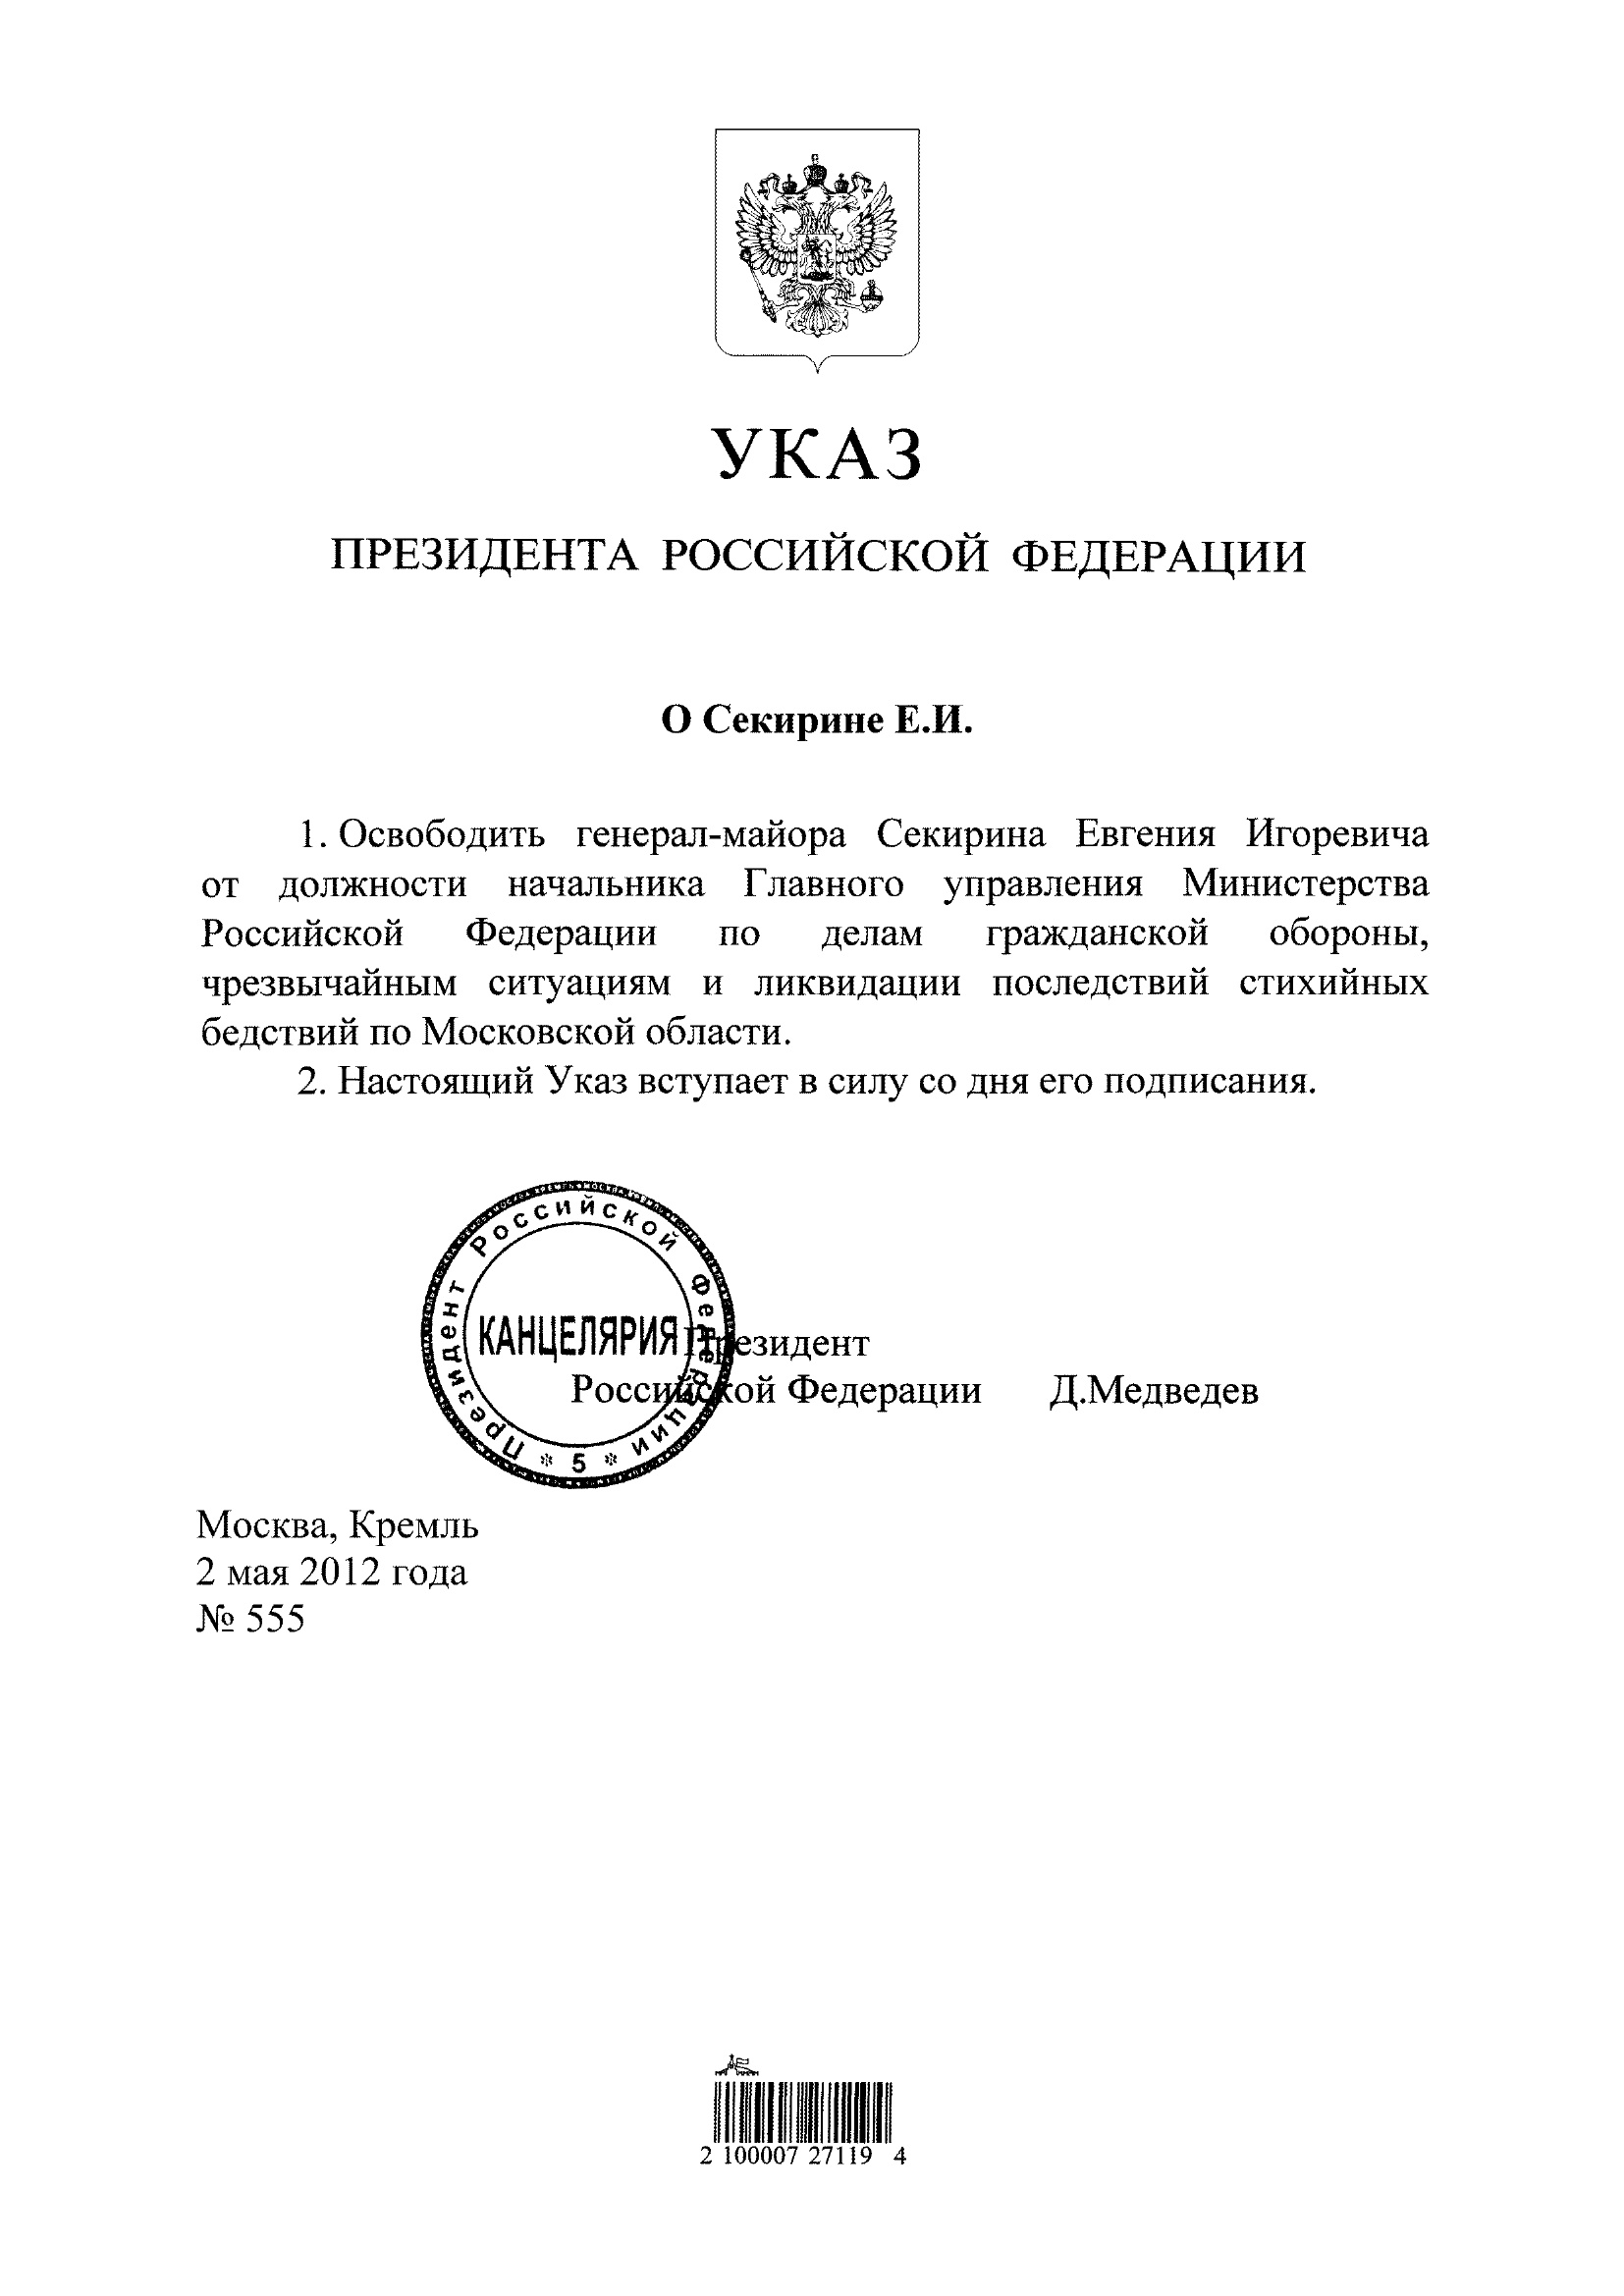 УКАЗ
ПРЕЗИДЕНТА РОССИЙСКОЙ ФЕДЕРАЦИИ
О Секирине Е.И.
1. Освободить генерал-майора Секирина Евгения Игоревича
от должности начальника Главного управления Министерства
Российской Федерации по делам гражданской обороны,
чрезвычайным ситуациям и ликвидации последствий стихийных
бедствий по Московской области.
2. Настоящий Указ вступает в силу со дня его подписания.
Президент Российской Федерации * 5 *
КАНЦЕЛЯРИЯ
Президент
Российской Федерации Д.Медведев
Москва, Кремль
2 мая 2012 года
№ 555
2 100007 27119 4